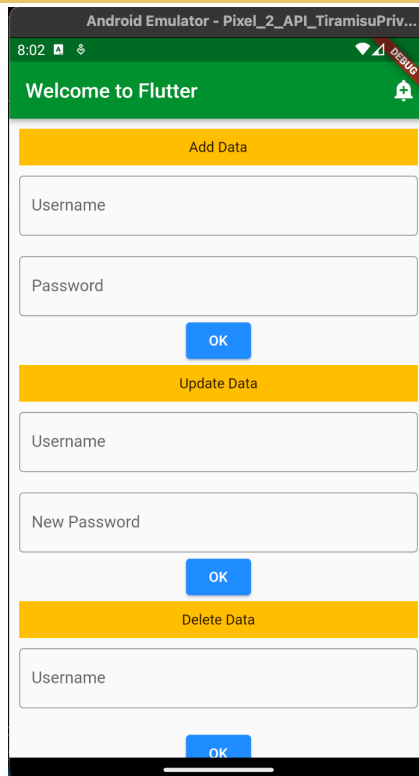 Android Emulator - Pixel_2_API_TiramisuPriv...
8:02 A
DEBUG
Welcome to Flutter
Add Data
Username
Password
OK
Update Data
Username
New Password
OK
Delete Data
Username
OK